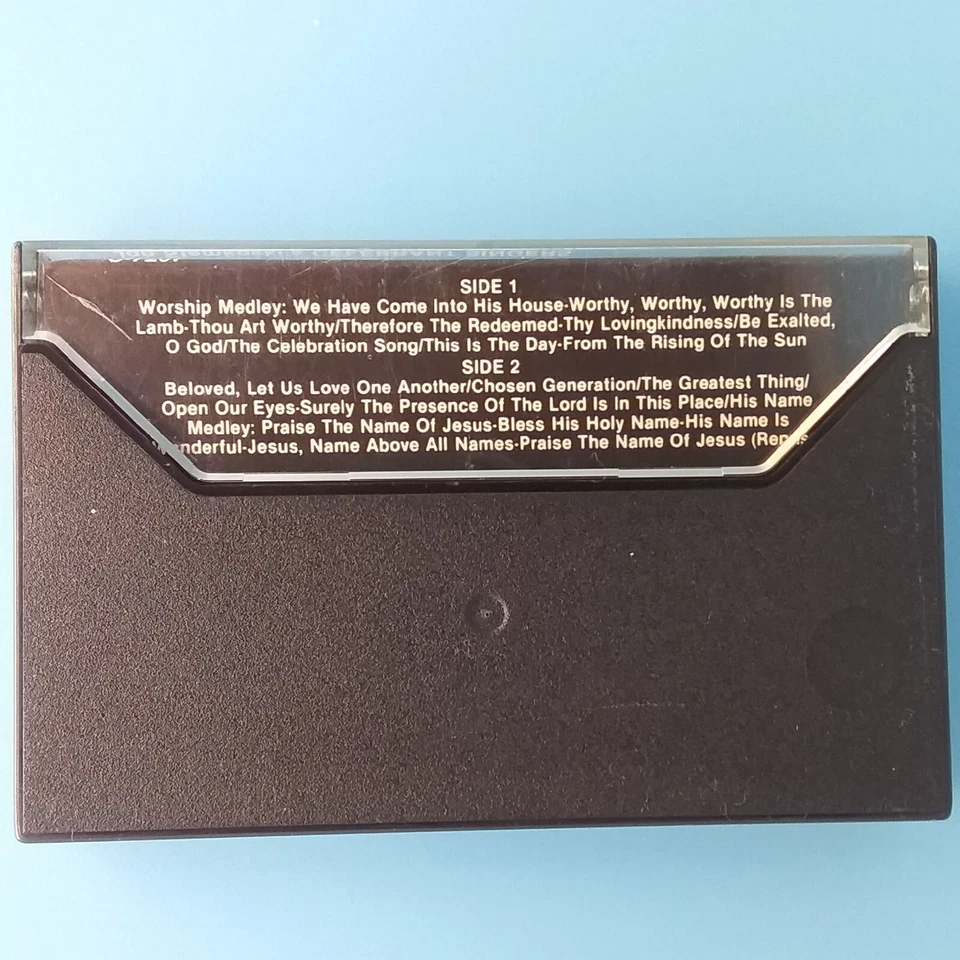 SIDE 1
Worship Medley: We Have Come Into His House-Worthy, Worthy, Worthy Is The
Lamb-Thou Art Worthy/Therefore The Redeemed-Thy Lovingkindness/Be Exalted,
O God/The Celebration Song/This Is The Day-From The Rising Of The Sun
SIDE 2
Beloved, Let Us Love One Another/Chosen Generation/The Greatest Thing/
Open Our Eyes-Surely The Presence Of The Lord Is In This Place/His Name
Medley: Praise The Name Of Jesus-Bless His Holy Name-His Name Is
nderful-Jesus, Name Above All Names-Praise The Name Of Jesus